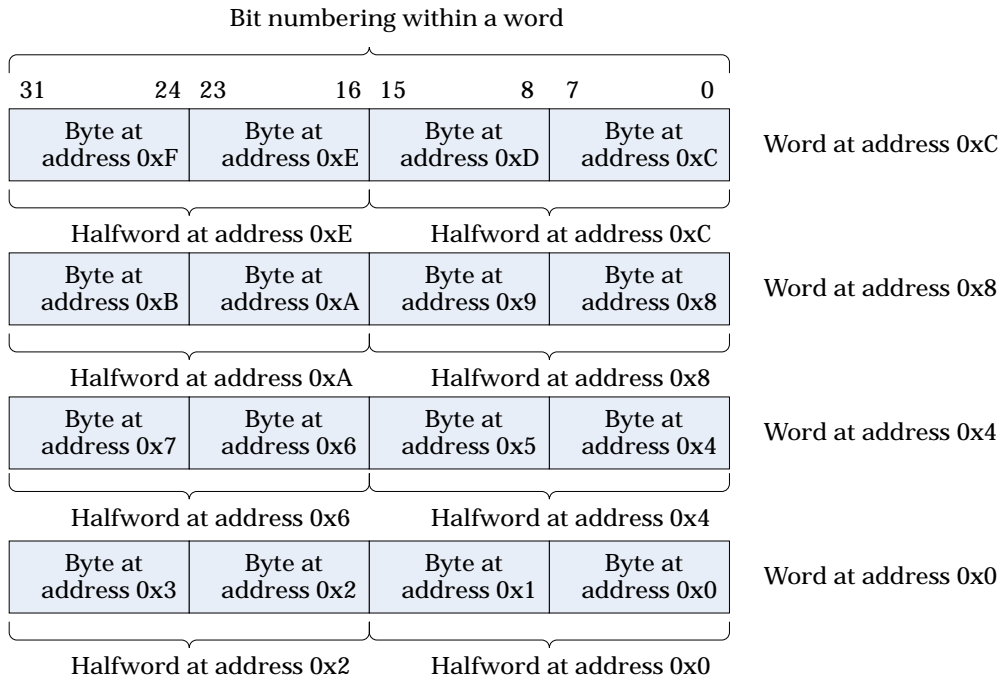 Bit numbering within a word
31 24 23 16 15 8 7 0
Byte at Byte at Byte at Byte at
address 0xF address 0xE address 0xD address 0xC
Word at address 0xC
Halfword at address 0xE Halfword at address 0xC
Byte at Byte at Byte at Byte at
address 0xB address 0xA address 0x9 address 0x8
Word at address 0x8
Halfword at address 0xA Halfword at address 0x8
Byte at Byte at Byte at Byte at
address 0x7 address 0x6 address 0x5 address 0x4
Word at address 0x4
Halfword at address 0x6 Halfword at address 0x4
Byte at Byte at Byte at Byte at
address 0x3 address 0x2 address 0x1 address 0x0
Word at address 0x0
Halfword at address 0x2 Halfword at address 0x0